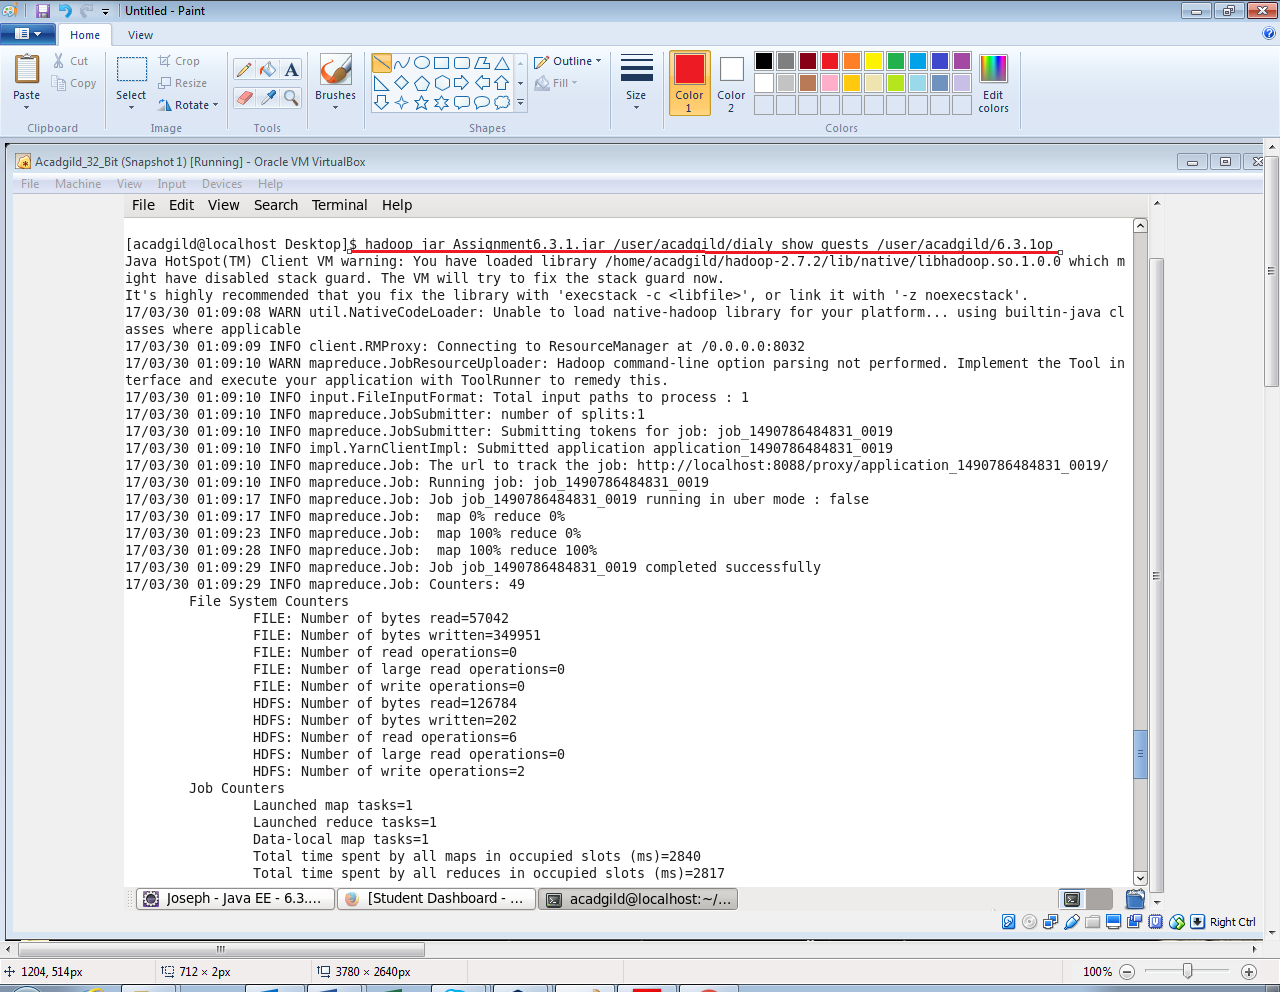 Untitled - Paint
Home
View
Paste
Cut
Copy
Clipboard
Select
Crop
Resize
Rotate
Image
Tools
Brushes
Outline
Fill
Shapes
Size
Color 1
Color 2
Edit colors
Colors
Acadgild_32_Bit (Snapshot 1) [Running] - Oracle VM VirtualBox
File Machine View Input Devices Help
File Edit View Search Terminal Help
[acadgild@localhost Desktop]$ hadoop jar Assignment6.3.1.jar /user/acadgild/dialy_show_guests /user/acadgild/6.3.1op
Java HotSpot(TM) Client VM warning: You have loaded library /home/acadgild/hadoop-2.7.2/lib/native/libhadoop.so.1.0.0 which m
ight have disabled stack guard. The VM will try to fix the stack guard now.
It's highly recommended that you fix the library with 'execstack -c <libfile>', or link it with '-z noexecstack'.
17/03/30 01:09:08 WARN util.NativeCodeLoader: Unable to load native-hadoop library for your platform... using builtin-java cl
asses where applicable
17/03/30 01:09:09 INFO client.RMProxy: Connecting to ResourceManager at /0.0.0.0:8032
17/03/30 01:09:10 WARN mapreduce.JobResourceUploader: Hadoop command-line option parsing not performed. Implement the Tool in
terface and execute your application with ToolRunner to remedy this.
17/03/30 01:09:10 INFO input.FileInputFormat: Total input paths to process : 1
17/03/30 01:09:10 INFO mapreduce.JobSubmitter: number of splits:1
17/03/30 01:09:10 INFO mapreduce.JobSubmitter: Submitting tokens for job: job_1490786484831_0019
17/03/30 01:09:10 INFO impl.YarnClientImpl: Submitted application application_1490786484831_0019
17/03/30 01:09:10 INFO mapreduce.Job: The url to track the job: http://localhost:8088/proxy/application_1490786484831_0019/
17/03/30 01:09:10 INFO mapreduce.Job: Running job: job_1490786484831_0019
17/03/30 01:09:17 INFO mapreduce.Job: Job job_1490786484831_0019 running in uber mode : false
17/03/30 01:09:17 INFO mapreduce.Job:  map 0% reduce 0%
17/03/30 01:09:23 INFO mapreduce.Job:  map 100% reduce 0%
17/03/30 01:09:28 INFO mapreduce.Job:  map 100% reduce 100%
17/03/30 01:09:29 INFO mapreduce.Job: Job job_1490786484831_0019 completed successfully
17/03/30 01:09:29 INFO mapreduce.Job: Counters: 49
File System Counters
FILE: Number of bytes read=57042
FILE: Number of bytes written=349951
FILE: Number of read operations=0
FILE: Number of large read operations=0
FILE: Number of write operations=0
HDFS: Number of bytes read=126784
HDFS: Number of bytes written=202
HDFS: Number of read operations=6
HDFS: Number of large read operations=0
HDFS: Number of write operations=2
Job Counters
Launched map tasks=1
Launched reduce tasks=1
Data-local map tasks=1
Total time spent by all maps in occupied slots (ms)=2840
Total time spent by all reduces in occupied slots (ms)=2817
Joseph - Java EE - 6.3....
[Student Dashboard - ...
acadgild@localhost:~/...
Right Ctrl
1204, 514px
712 × 2px
3780 × 2640px
100%